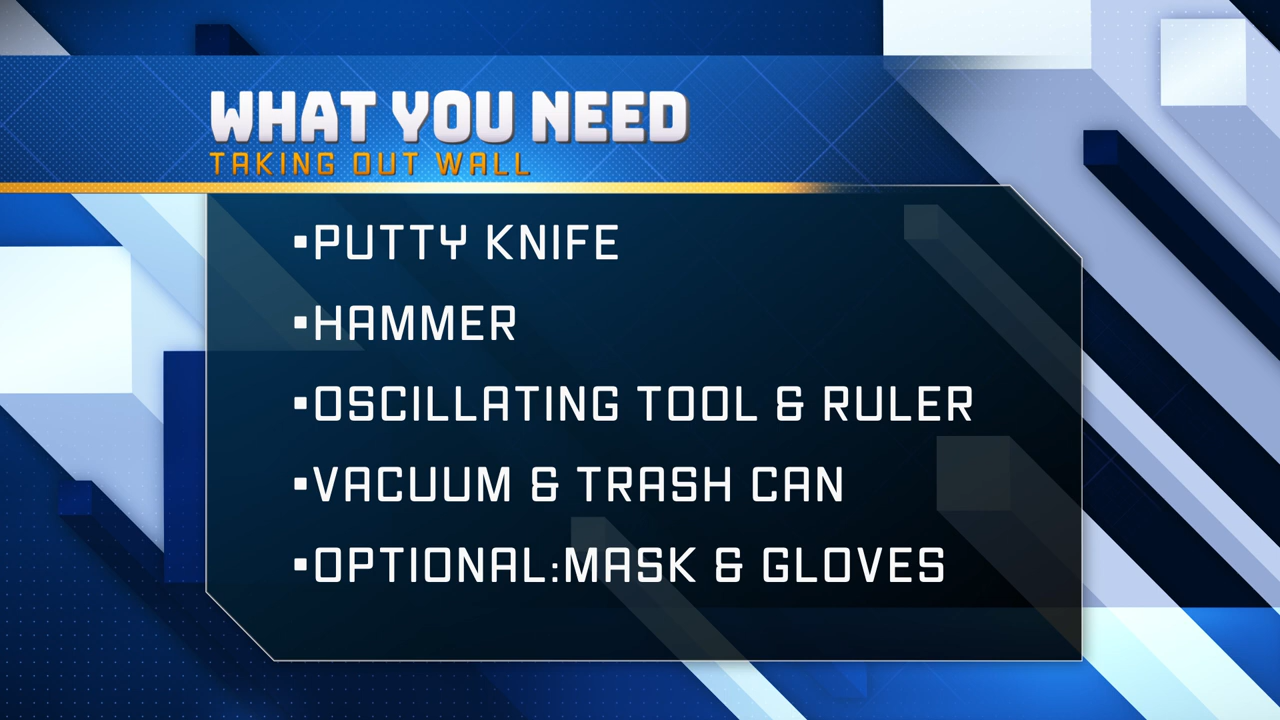 WHAT YOU NEED
TAKING OUT WALL
▪PUTTY KNIFE
▪HAMMER
▪OSCILLATING TOOL & RULER
▪VACUUM & TRASH CAN
▪OPTIONAL:MASK & GLOVES